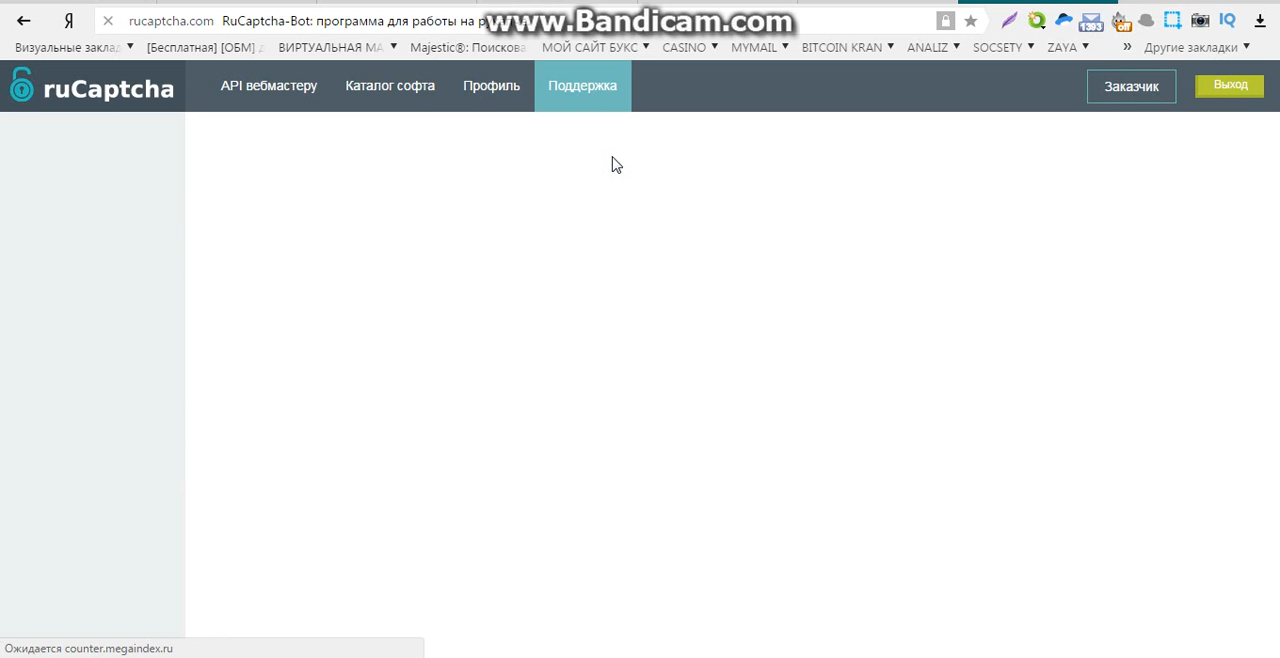 www.Bandicam.com
Я rucaptcha.com RuCaptcha-Bot: программа для работы на
1393 Off IQ
Визуальные заклад [Бесплатная] [ОБМ] д ВИРТУАЛЬНАЯ МА Majestic®: Поискова МОЙ САЙТ БУКС CASINO MYMAIL BITCOIN KRAN ANALIZ SOCSETY ZAYA » Другие закладки
ruCaptcha API вебмастеру Каталог софта Профиль Поддержка Заказчик Выход
Ожидается counter.megaindex.ru